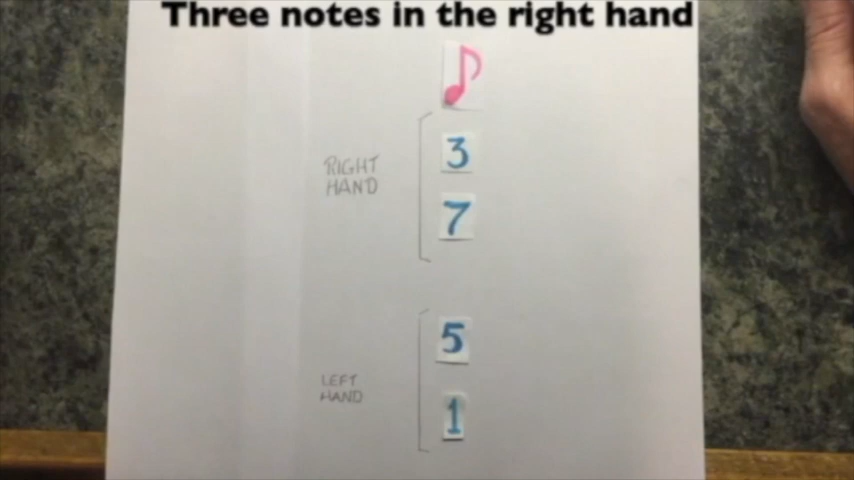 Three notes in the right hand
3
RIGHT
HAND
7
5
LEFT
HAND
1